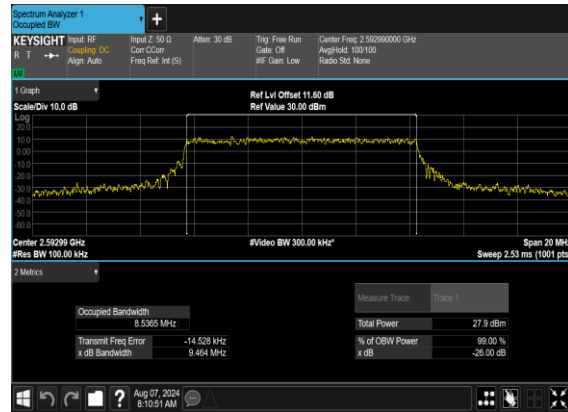 Spectrum Analyzer 1
Occupied BW
KEYSIGHT
R T
Input: RF
Coupling: DC
Align: Auto
Input Z: 50 Ω
Corr CCorr
Freq Ref: Int (S)
Atten: 30 dB
Trig: Free Run
Gate: Off
#IF Gain: Low
Center Freq: 2.592990000 GHz
Avg|Hold: 100/100
Radio Std: None
1 Graph
Scale/Div 10.0 dB
Ref Lvl Offset 11.60 dB
Ref Value 30.00 dBm
Log
20.0
10.0
0.00
-10.0
-20.0
-30.0
-40.0
-50.0
-60.0
Center 2.59299 GHz
#Res BW 100.00 kHz
#Video BW 300.00 kHz*
Span 20 MHz
Sweep 2.53 ms (1001 pts
2 Metrics
Measure Trace
Trace 1
Occupied Bandwidth
8.5365 MHz
Total Power
27.9 dBm
Transmit Freq Error
-14.528 kHz
% of OBW Power
99.00 %
x dB Bandwidth
9.464 MHz
x dB
-26.00 dB
?
Aug 07, 2024
8:10:51 AM